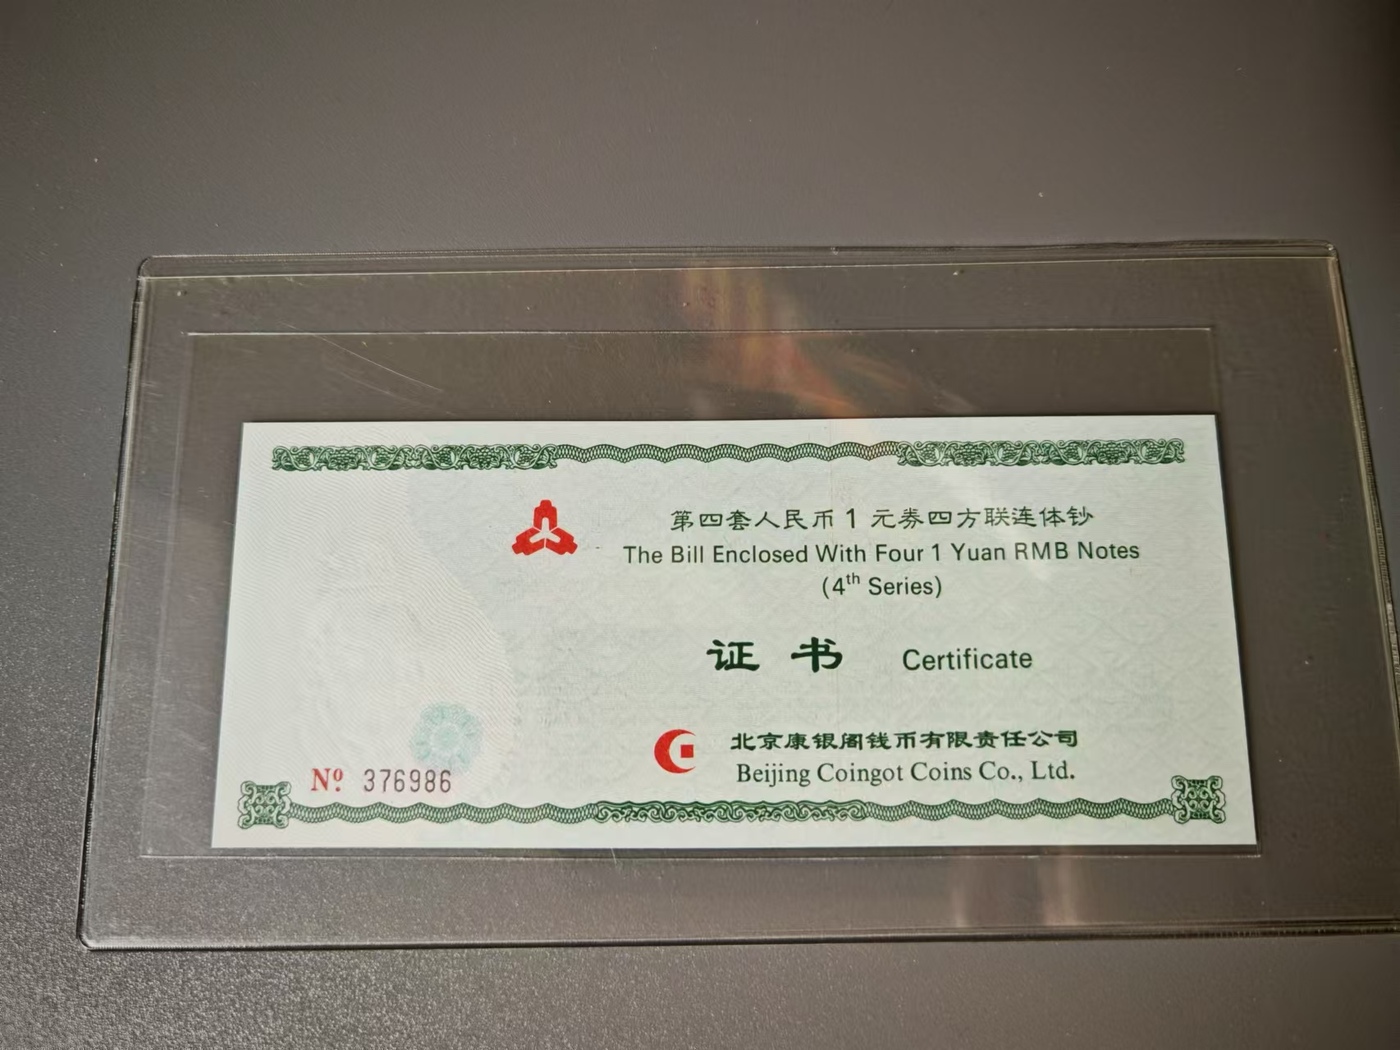 第四套人民币1元券四方联连体钞
The Bill Enclosed With Four 1 Yuan RMB Notes
(4th Series)
证书 Certificate
北京康银阁钱币有限责任公司
Beijing Coingot Coins Co., Ltd.
Nº 376986